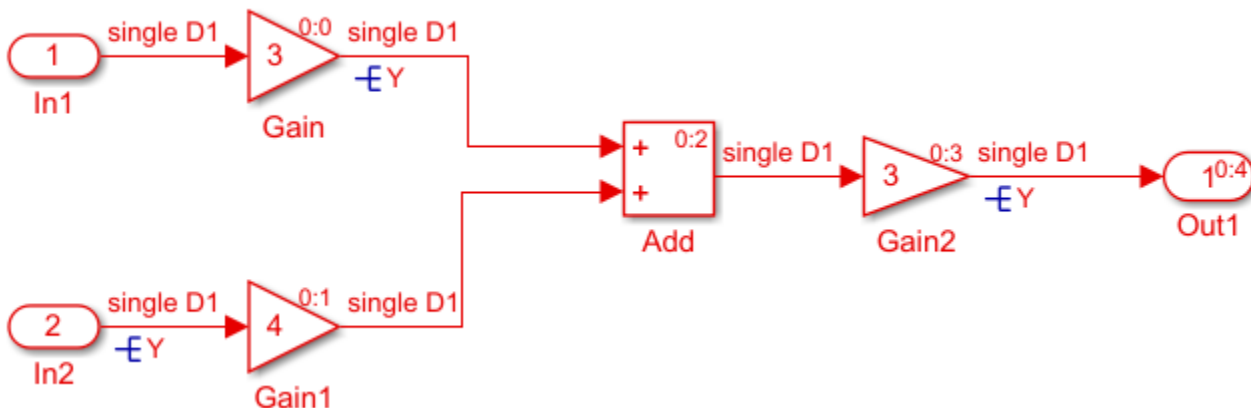 single D1
0:0
single D1
1
3
Y
In1
Gain
+
0:2
single D1
0:3
single D1
+
3
1
0:4
Y
Add
Gain2
Out1
single D1
0:1
single D1
2
4
Y
In2
Gain1